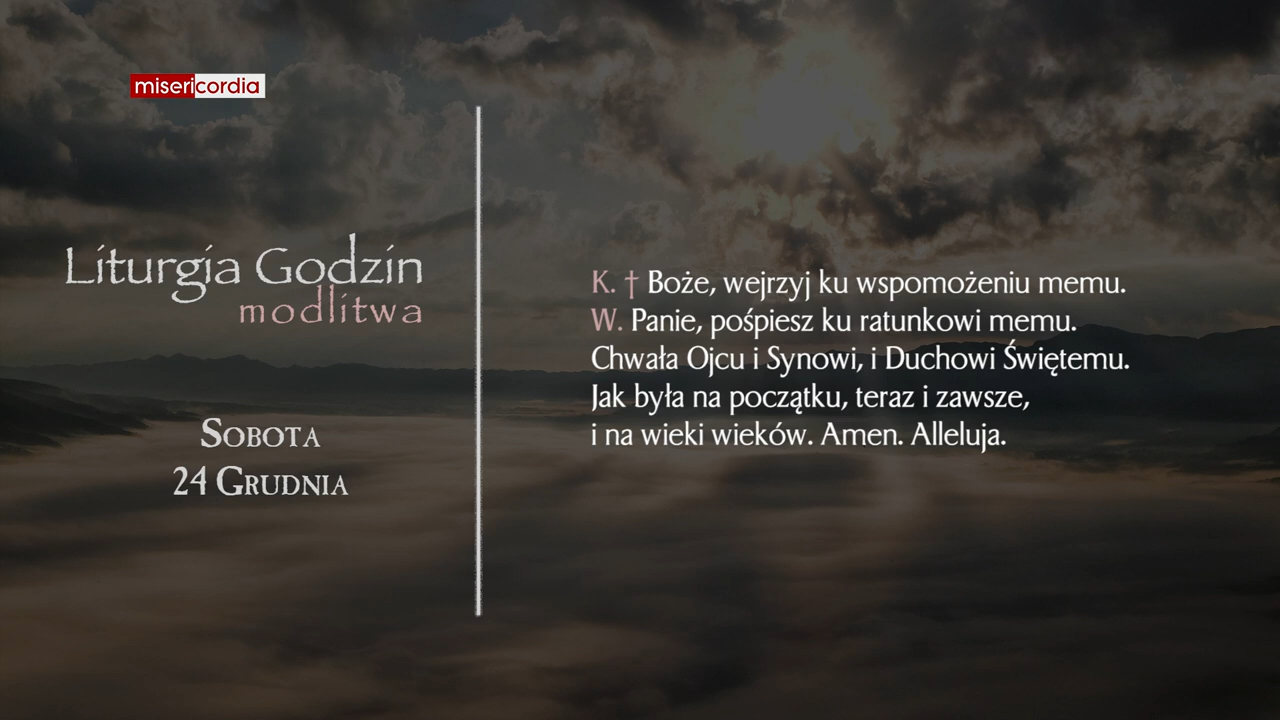 misericordia
Liturgia Godzin
modlitwa
Sobota
24 Grudnia
K. † Boże, wejrzyj ku wspomożeniu memu.
W. Panie, pośpiesz ku ratunkowi memu.
Chwała Ojcu i Synowi, i Duchowi Świętemu.
Jak była na początku, teraz i zawsze,
i na wieki wieków. Amen. Alleluja.